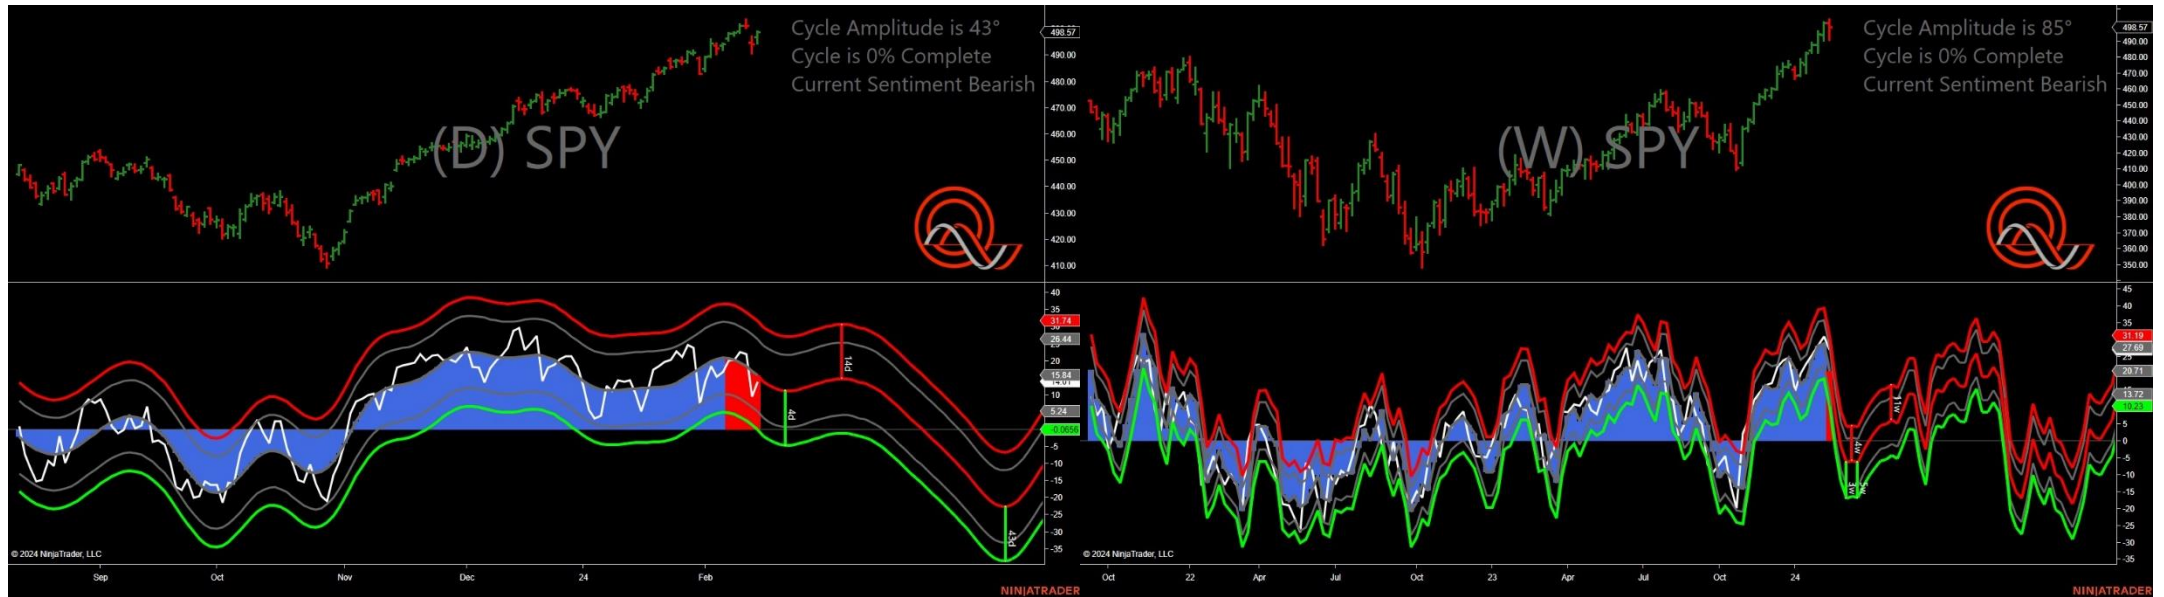 Cycle Amplitude is 43°
Cycle is 0% Complete
Current Sentiment Bearish
(D) SPY
498.57
490.00
480.00
470.00
460.00
450.00
440.00
430.00
420.00
410.00
40
35
31.74
26.44
20
15.84
10
5.24
-0.0656
-5
-10
-15
-20
-25
-30
-35
14d
4d
43d
© 2024 NinjaTrader, LLC
Sep
Oct
Nov
Dec
24
Feb
NINJATRADER
Cycle Amplitude is 85°
Cycle is 0% Complete
Current Sentiment Bearish
(W) SPY
498.57
490.00
480.00
470.00
460.00
450.00
440.00
430.00
420.00
410.00
400.00
390.00
380.00
370.00
360.00
350.00
45
40
35
31.19
27.69
25
20.71
13.72
10.23
5
0
-5
-10
-15
-20
-25
-30
-35
11w
4w
3w
5w
© 2024 NinjaTrader, LLC
Oct
22
Apr
Jul
Oct
23
Apr
Jul
Oct
24
NINJATRADER